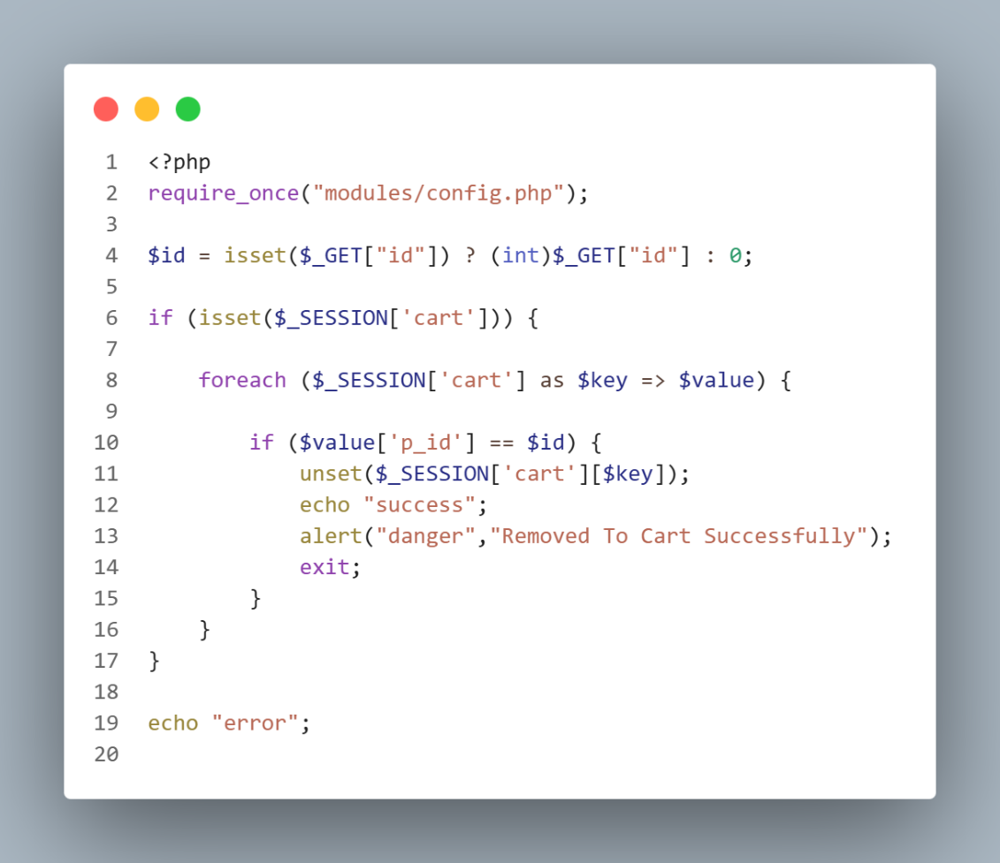 1 <?php
2 require_once("modules/config.php");
3
4 $id = isset($_GET["id"]) ? (int)$_GET["id"] : 0;
5
6 if (isset($_SESSION['cart'])) {
7
8     foreach ($_SESSION['cart'] as $key => $value) {
9
10         if ($value['p_id'] == $id) {
11             unset($_SESSION['cart'][$key]);
12             echo "success";
13             alert("danger","Removed To Cart Successfully");
14             exit;
15         }
16     }
17 }
18
19 echo "error";
20